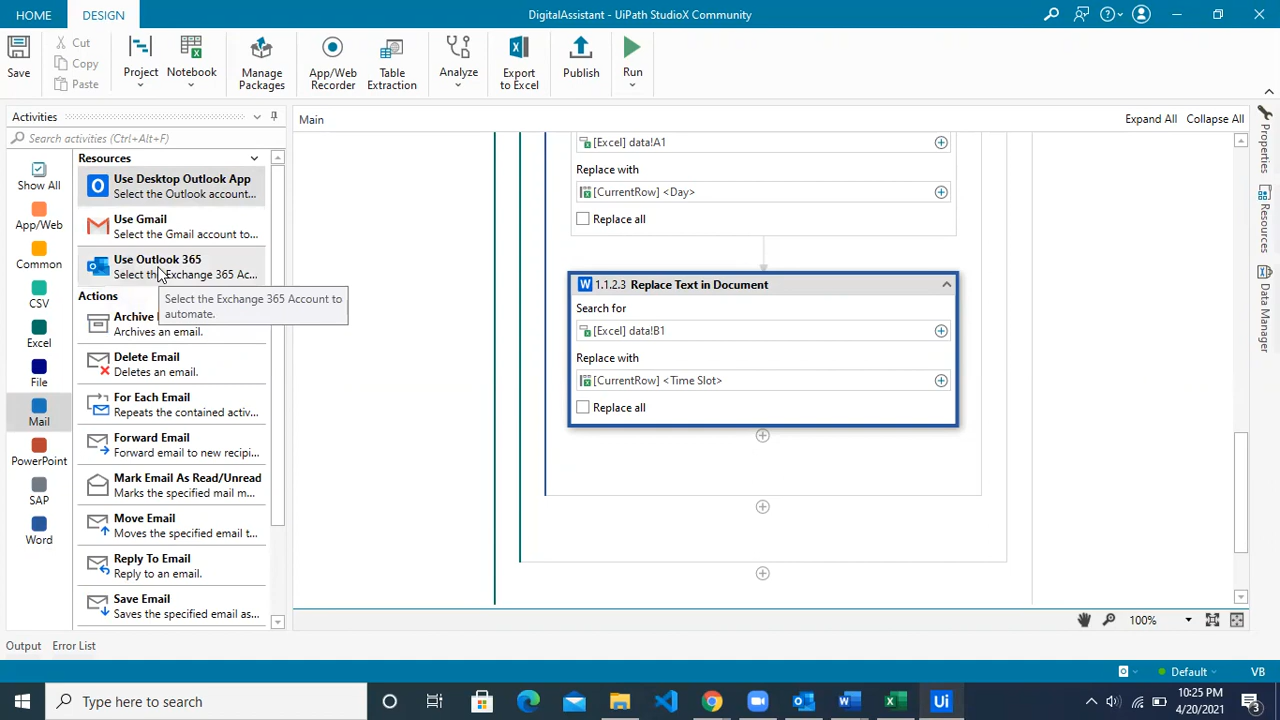 HOME
DESIGN
DigitalAssistant - UiPath StudioX Community
Save
Cut
Copy
Paste
Project
Notebook
Manage Packages
App/Web Recorder
Table Extraction
Analyze
Export to Excel
Publish
Run
Activities
Search activities (Ctrl+Alt+F)
Show All
App/Web
Common
CSV
Excel
File
Mail
PowerPoint
SAP
Word
Resources
Use Desktop Outlook App
Select the Outlook account...
Use Gmail
Select the Gmail account to...
Use Outlook 365
Select the Exchange 365 Ac...
Select the Exchange 365 Account to
automate.
Actions
Archive
Archives an email.
Delete Email
Deletes an email.
For Each Email
Repeats the contained activ...
Forward Email
Forward email to new recipi...
Mark Email As Read/Unread
Marks the specified mail m...
Move Email
Moves the specified email t...
Reply To Email
Reply to an email.
Save Email
Saves the specified email as...
Main
Expand All
Collapse All
[Excel] data!A1
Replace with
[CurrentRow] <Day>
Replace all
W 1.1.2.3 Replace Text in Document
Search for
[Excel] data!B1
Replace with
[CurrentRow] <Time Slot>
Replace all
Properties
Resources
Data Manager
100%
Output
Error List
Default
VB
Type here to search
Ui
10:25 PM
4/20/2021
3